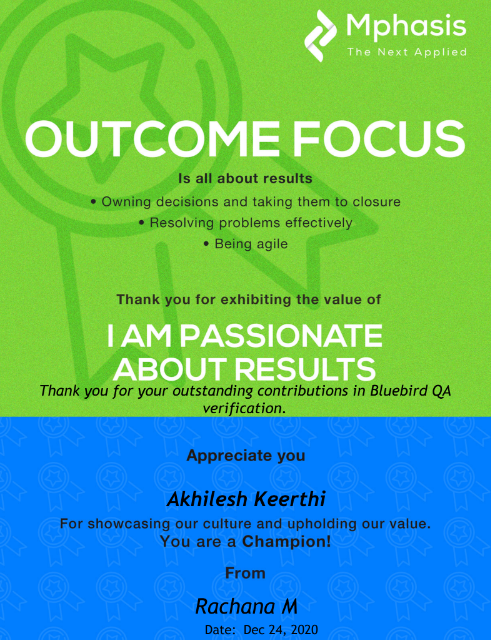 Mphasis
The Next Applied
OUTCOME FOCUS
Is all about results
• Owning decisions and taking them to closure
• Resolving problems effectively
• Being agile
Thank you for exhibiting the value of
I AM PASSIONATE
ABOUT RESULTS
Thank you for your outstanding contributions in Bluebird QA
verification.
Appreciate you
Akhilesh Keerthi
For showcasing our culture and upholding our value.
You are a Champion!
From
Rachana M
Date: Dec 24, 2020